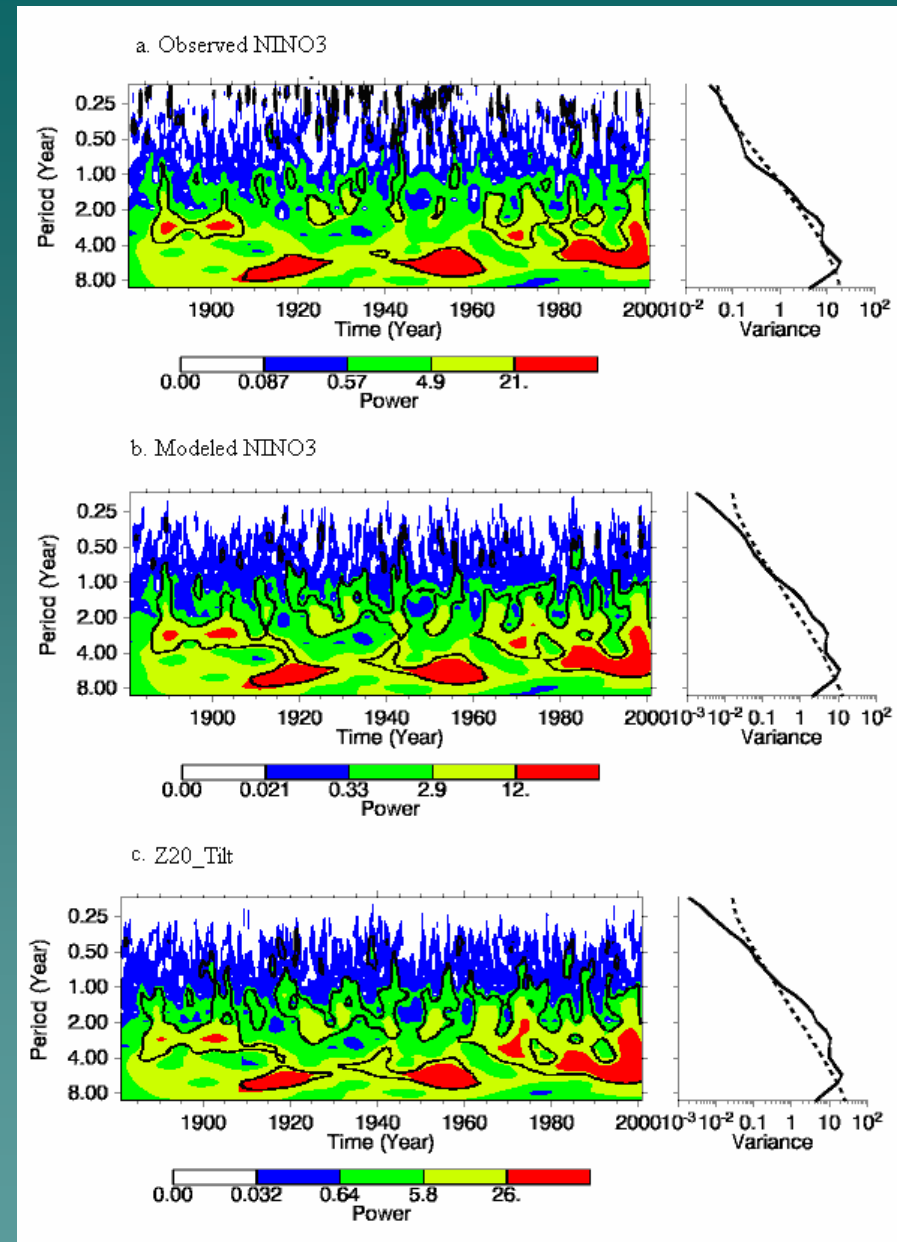 a. Observed NINO3
0.25
0.50
1.00
2.00
4.00
8.00
Period (Year)
1900 1920 1940 1960 1980 2000
Time (Year)
10-2 0.1 1 10 10²
Variance
0.00 0.087 0.57 4.9 21.
Power
b. Modeled NINO3
0.25
0.50
1.00
2.00
4.00
8.00
Period (Year)
1900 1920 1940 1960 1980 2000
Time (Year)
10-3 10-2 0.1 1 10 10²
Variance
0.00 0.021 0.33 2.9 12.
Power
c. Z20_Tilt
0.25
0.50
1.00
2.00
4.00
8.00
Period (Year)
1900 1920 1940 1960 1980 2000
Time (Year)
10-3 10-2 0.1 1 10 10²
Variance
0.00 0.032 0.64 5.8 26.
Power